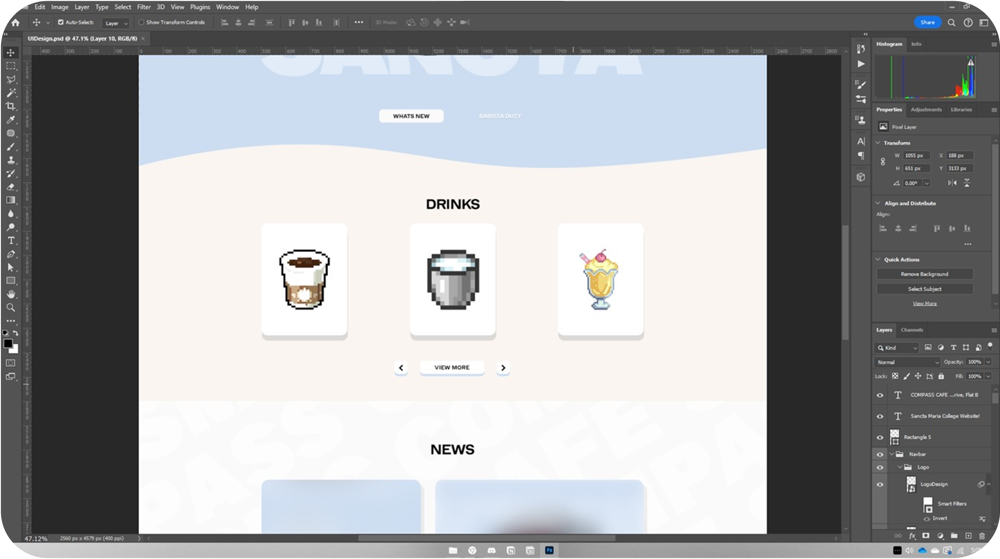 Edit Image Layer Type Select Filter 3D View Plugins Window Help
Auto-Select: Layer Show Transform Controls 3D Mode: Share
UIDesign.psd @ 47.1% (Layer 10, RGB/8) ×
400 300 200 100 0 100 200 300 400 500 600 700 800 900 1000 1100 1200 1300 1400 1500 1600 1700 1800 1900 2000 2100 2200 2300 2400 2500 2600 2700 2800
Histogram Info
WHATS NEW BARISTA DUTY
Properties Adjustments Libraries
Pixel Layer
Transform
W 1055 px X 188 px
H 651 px Y 3133 px
0.00°
DRINKS
Align and Distribute
Align:
Quick Actions
Remove Background
Select Subject
View More
Layers Channels
Kind
Normal Opacity: 100%
Lock: Fill: 100%
VIEW MORE
COMPASS CAFE ...rive, Flat B
Sancta Maria College Website!
Rectangle 5
NEWS
Navbar
Logo
LogoDesign
Smart Filters
Invert
47.12% 2560 px x 4579 px (400 ppi)
N 31 Ps